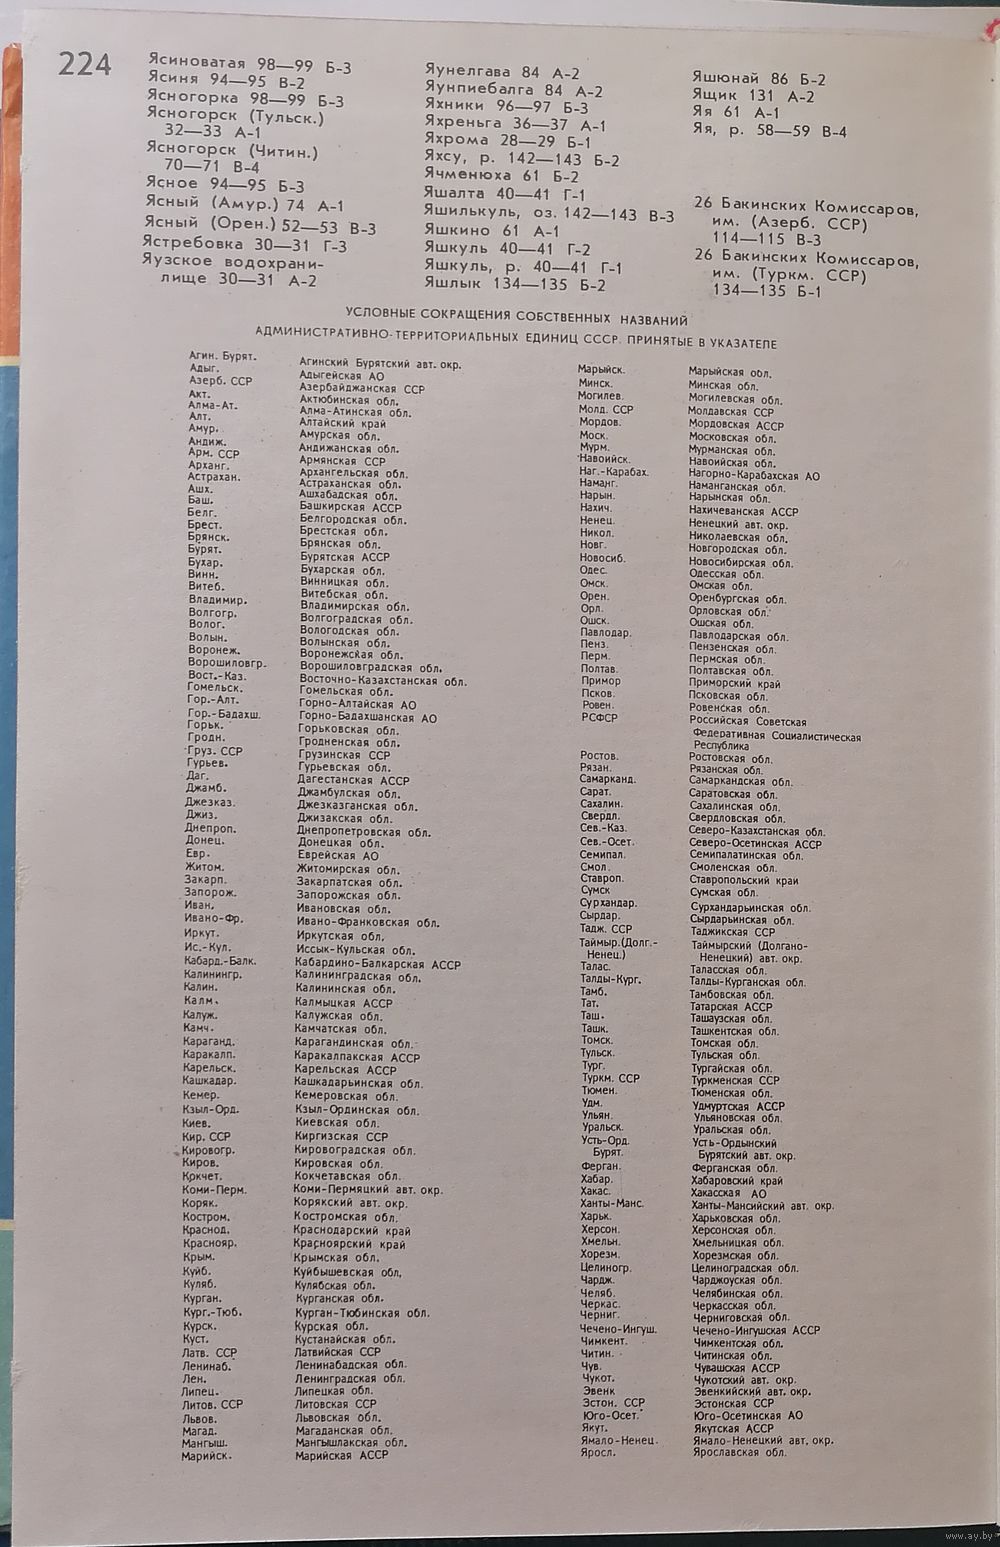 224
Ясиноватая 98—99 Б-3
Ясиня 94—95 В-2
Ясногорка 98—99 Б-3
Ясногорск (Тульск.)
32—33 А-1
Ясногорск (Читин.)
70—71 В-4
Ясное 94—95 Б-3
Ясный (Амур.) 74 А-1
Ясный (Орен.) 52—53 В-3
Ястребовка 30—31 Г-3
Яузское водохрани-
лище 30—31 А-2
Яунелгава 84 А-2
Яунпиебалга 84 А-2
Яхники 96—97 Б-3
Яхреньга 36—37 А-1
Яхрома 28—29 Б-1
Яхсу, р. 142—143 Б-2
Ячменюха 61 Б-2
Яшалта 40—41 Г-1
Яшилькуль, оз. 142—143 В-3
Яшкино 61 А-1
Яшкуль 40—41 Г-2
Яшкуль, р. 40—41 Г-1
Яшлык 134—135 Б-2
Яшюнай 86 Б-2
Ящик 131 А-2
Яя 61 А-1
Яя, р. 58—59 В-4
26 Бакинских Комиссаров,
им. (Азерб. ССР)
114—115 В-3
26 Бакинских Комиссаров,
им. (Туркм. ССР)
134—135 Б-1
УСЛОВНЫЕ СОКРАЩЕНИЯ СОБСТВЕННЫХ НАЗВАНИЙ
АДМИНИСТРАТИВНО-ТЕРРИТОРИАЛЬНЫХ ЕДИНИЦ СССР, ПРИНЯТЫЕ В УКАЗАТЕЛЕ
Агин. Бурят. Агинский Бурятский авт. окр.
Адыг. Адыгейская АО
Азерб. ССР Азербайджанская ССР
Акт. Актюбинская обл.
Алма-Ат. Алма-Атинская обл.
Алт. Алтайский край
Амур. Амурская обл.
Андиж. Андижанская обл.
Арм. ССР Армянская ССР
Арханг. Архангельская обл.
Астрахан. Астраханская обл.
Ашх. Ашхабадская обл.
Баш. Башкирская АССР
Белг. Белгородская обл.
Брест. Брестская обл.
Брянск. Брянская обл.
Бурят. Бурятская АССР
Бухар. Бухарская обл.
Винн. Винницкая обл.
Витеб. Витебская обл.
Владимир. Владимирская обл.
Волгогр. Волгоградская обл.
Волог. Вологодская обл.
Волын. Волынская обл.
Воронеж. Воронежская обл.
Ворошиловгр. Ворошиловградская обл.
Вост.-Каз. Восточно-Казахстанская обл.
Гомельск. Гомельская обл.
Гор.-Алт. Горно-Алтайская АО
Гор.-Бадахш. Горно-Бадахшанская АО
Горьк. Горьковская обл.
Гродн. Гродненская обл.
Груз. ССР Грузинская ССР
Гурьев. Гурьевская обл.
Даг. Дагестанская АССР
Джамб. Джамбулская обл.
Джезказ. Джезказганская обл.
Джиз. Джизакская обл.
Днепроп. Днепропетровская обл.
Донец. Донецкая обл.
Евр. Еврейская АО
Житом. Житомирская обл.
Закарп. Закарпатская обл.
Запорож. Запорожская обл.
Иван. Ивановская обл.
Ивано-Фр. Ивано-Франковская обл.
Иркут. Иркутская обл.
Ис.-Кул. Иссык-Кульская обл.
Кабард.-Балк. Кабардино-Балкарская АССР
Калинингр. Калининградская обл.
Калин. Калининская обл.
Калм. Калмыцкая АССР
Калуж. Калужская обл.
Камч. Камчатская обл.
Караганд. Карагандинская обл.
Каракалп. Каракалпакская АССР
Карельск. Карельская АССР
Кашкадар. Кашкадарьинская обл.
Кемер. Кемеровская обл.
Кзыл-Орд. Кзыл-Ординская обл.
Киев. Киевская обл.
Кир. ССР Киргизская ССР
Кировогр. Кировоградская обл.
Киров. Кировская обл.
Кокчет. Кокчетавская обл.
Коми-Перм. Коми-Пермяцкий авт. окр.
Коряк. Корякский авт. окр.
Костром. Костромская обл.
Краснод. Краснодарский край
Краснояр. Красноярский край
Крым. Крымская обл.
Куйб. Куйбышевская обл.
Куляб. Кулябская обл.
Курган. Курганская обл.
Кург.-Тюб. Курган-Тюбинская обл.
Курск. Курская обл.
Куст. Кустанайская обл.
Латв. ССР Латвийская ССР
Ленинаб. Ленинабадская обл.
Лен. Ленинградская обл.
Липец. Липецкая обл.
Литов. ССР Литовская ССР
Львов. Львовская обл.
Магад. Магаданская обл.
Мангыш. Мангышлакская обл.
Марийск. Марийская АССР
Марыйск. Марыйская обл.
Минск. Минская обл.
Могилев. Могилевская обл.
Молд. ССР Молдавская ССР
Мордов. Мордовская АССР
Моск. Московская обл.
Мурм. Мурманская обл.
Навоийск. Навоийская обл.
Наг.-Карабах. Нагорно-Карабахская АО
Наманг. Наманганская обл.
Нарын. Нарынская обл.
Нахич. Нахичеванская АССР
Ненец. Ненецкий авт. окр.
Никол. Николаевская обл.
Новг. Новгородская обл.
Новосиб. Новосибирская обл.
Одес. Одесская обл.
Омск. Омская обл.
Орен. Оренбургская обл.
Орл. Орловская обл.
Ошск. Ошская обл.
Павлодар. Павлодарская обл.
Пенз. Пензенская обл.
Перм. Пермская обл.
Полтав. Полтавская обл.
Примор Приморский край
Псков. Псковская обл.
Ровен. Ровенская обл.
РСФСР Российская Советская
Федеративная Социалистическая
Республика
Ростов. Ростовская обл.
Рязан. Рязанская обл.
Самарканд. Самаркандская обл.
Сарат. Саратовская обл.
Сахалин. Сахалинская обл.
Свердл. Свердловская обл.
Сев.-Каз. Северо-Казахстанская обл.
Сев.-Осет. Северо-Осетинская АССР
Семипал. Семипалатинская обл.
Смол. Смоленская обл.
Ставроп. Ставропольский край
Сумск Сумская обл.
Сурхандар. Сурхандарьинская обл.
Сырдар. Сырдарьинская обл.
Тадж. ССР Таджикская ССР
Таймыр.(Долг.- Таймырский (Долгано-
Ненец.) Ненецкий) авт. окр.
Талас. Таласская обл.
Талды-Кург. Талды-Курганская обл.
Тамб. Тамбовская обл.
Тат. Татарская АССР
Таш. Ташаузская обл.
Ташк. Ташкентская обл.
Томск. Томская обл.
Тульск. Тульская обл.
Тург. Тургайская обл.
Туркм. ССР Туркменская ССР
Тюмен. Тюменская обл.
Удм. Удмуртская АССР
Ульян. Ульяновская обл.
Уральск. Уральская обл.
Усть-Орд. Усть-Ордынский
Бурят. Бурятский авт. окр.
Ферган. Ферганская обл.
Хабар. Хабаровский край
Хакас. Хакасская АО
Ханты-Манс. Ханты-Мансийский авт. окр.
Харьк. Харьковская обл.
Херсон. Херсонская обл.
Хмельн. Хмельницкая обл.
Хорезм. Хорезмская обл.
Целиногр. Целиноградская обл.
Чардж. Чарджоуская обл.
Челяб. Челябинская обл.
Черкас. Черкасская обл.
Черниг. Черниговская обл.
Чечено-Ингуш. Чечено-Ингушская АССР
Чимкент. Чимкентская обл.
Читин. Читинская обл.
Чув. Чувашская АССР
Чукот. Чукотский авт. окр.
Эвенк Эвенкийский авт. окр.
Эстон. ССР Эстонская ССР
Юго-Осет. Юго-Осетинская АО
Якут. Якутская АССР
Ямало-Ненец. Ямало-Ненецкий авт. окр.
Яросл. Ярославская обл.
www.ay.by